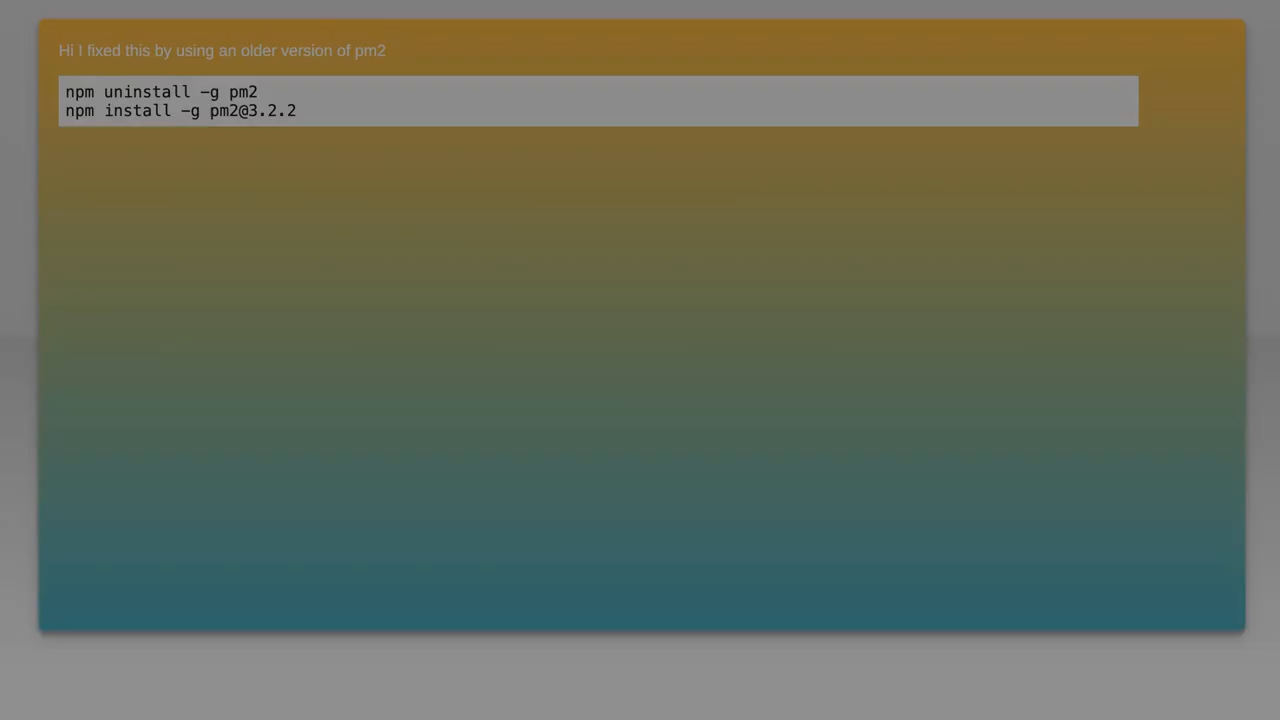 Hi I fixed this by using an older version of pm2
npm uninstall -g pm2
npm install -g pm2@3.2.2